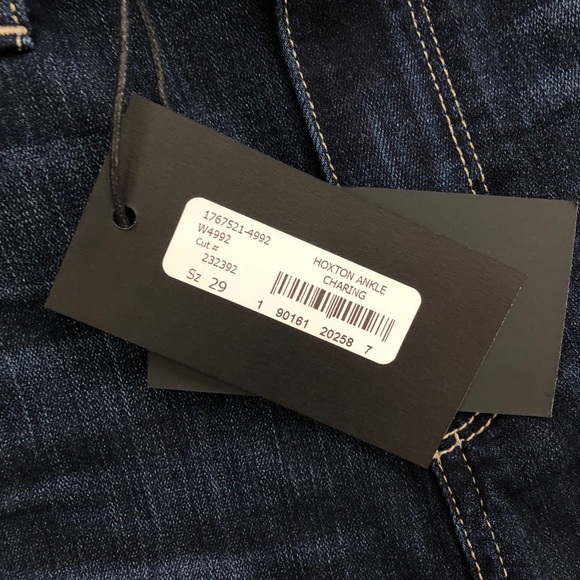 1767521-4992
W4992
Cut #
232392
Sz 29
HOXTON ANKLE
CHARING
1 90161 20258 7